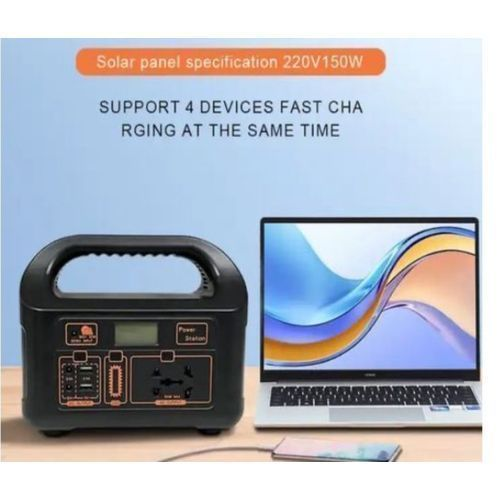 Solar panel specification 220V150W
SUPPORT 4 DEVICES FAST CHA
RGING AT THE SAME TIME
Power
Station